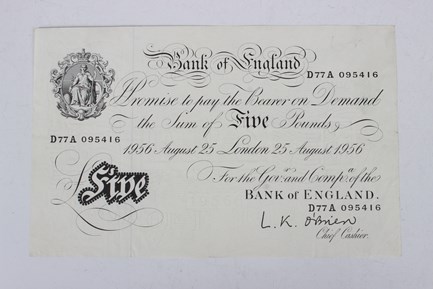 Bank of England
D77A 095416
I Promise to pay the Bearer on Demand
the Sum of Five Pounds
D77A 095416
1956 August 25 London 25 August 1956
For the Govr. and Compa. of the
BANK OF ENGLAND.
D77A 095416
£Five
L. K. O'Brien
Chief Cashier.